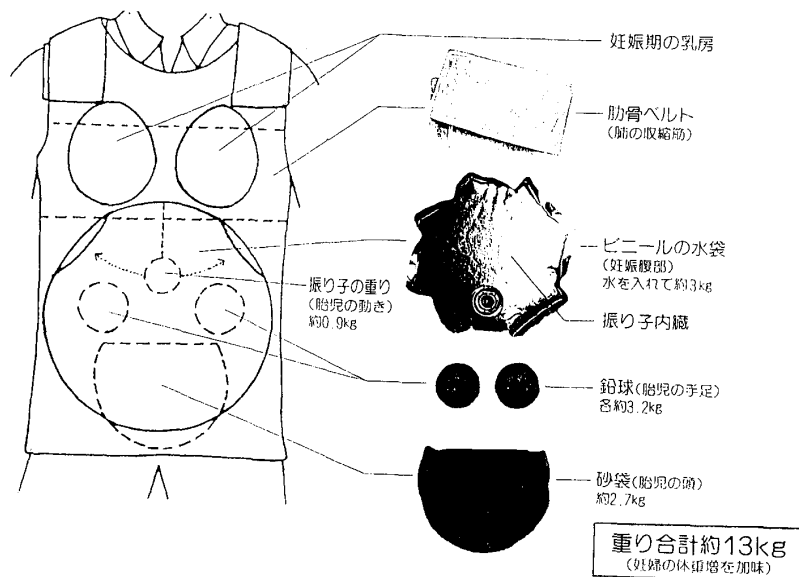 妊娠期の乳房
肋骨ベルト
(肺の収縮筋)
ビニールの水袋
(妊娠腹部)
水を入れて約3kg
振り子の重り
(胎児の動き)
約0.9kg
振り子内臓
鉛球(胎児の手足)
各約3.2kg
砂袋(胎児の頭)
約2.7kg
重り合計約13kg
(妊婦の体重増を加味)